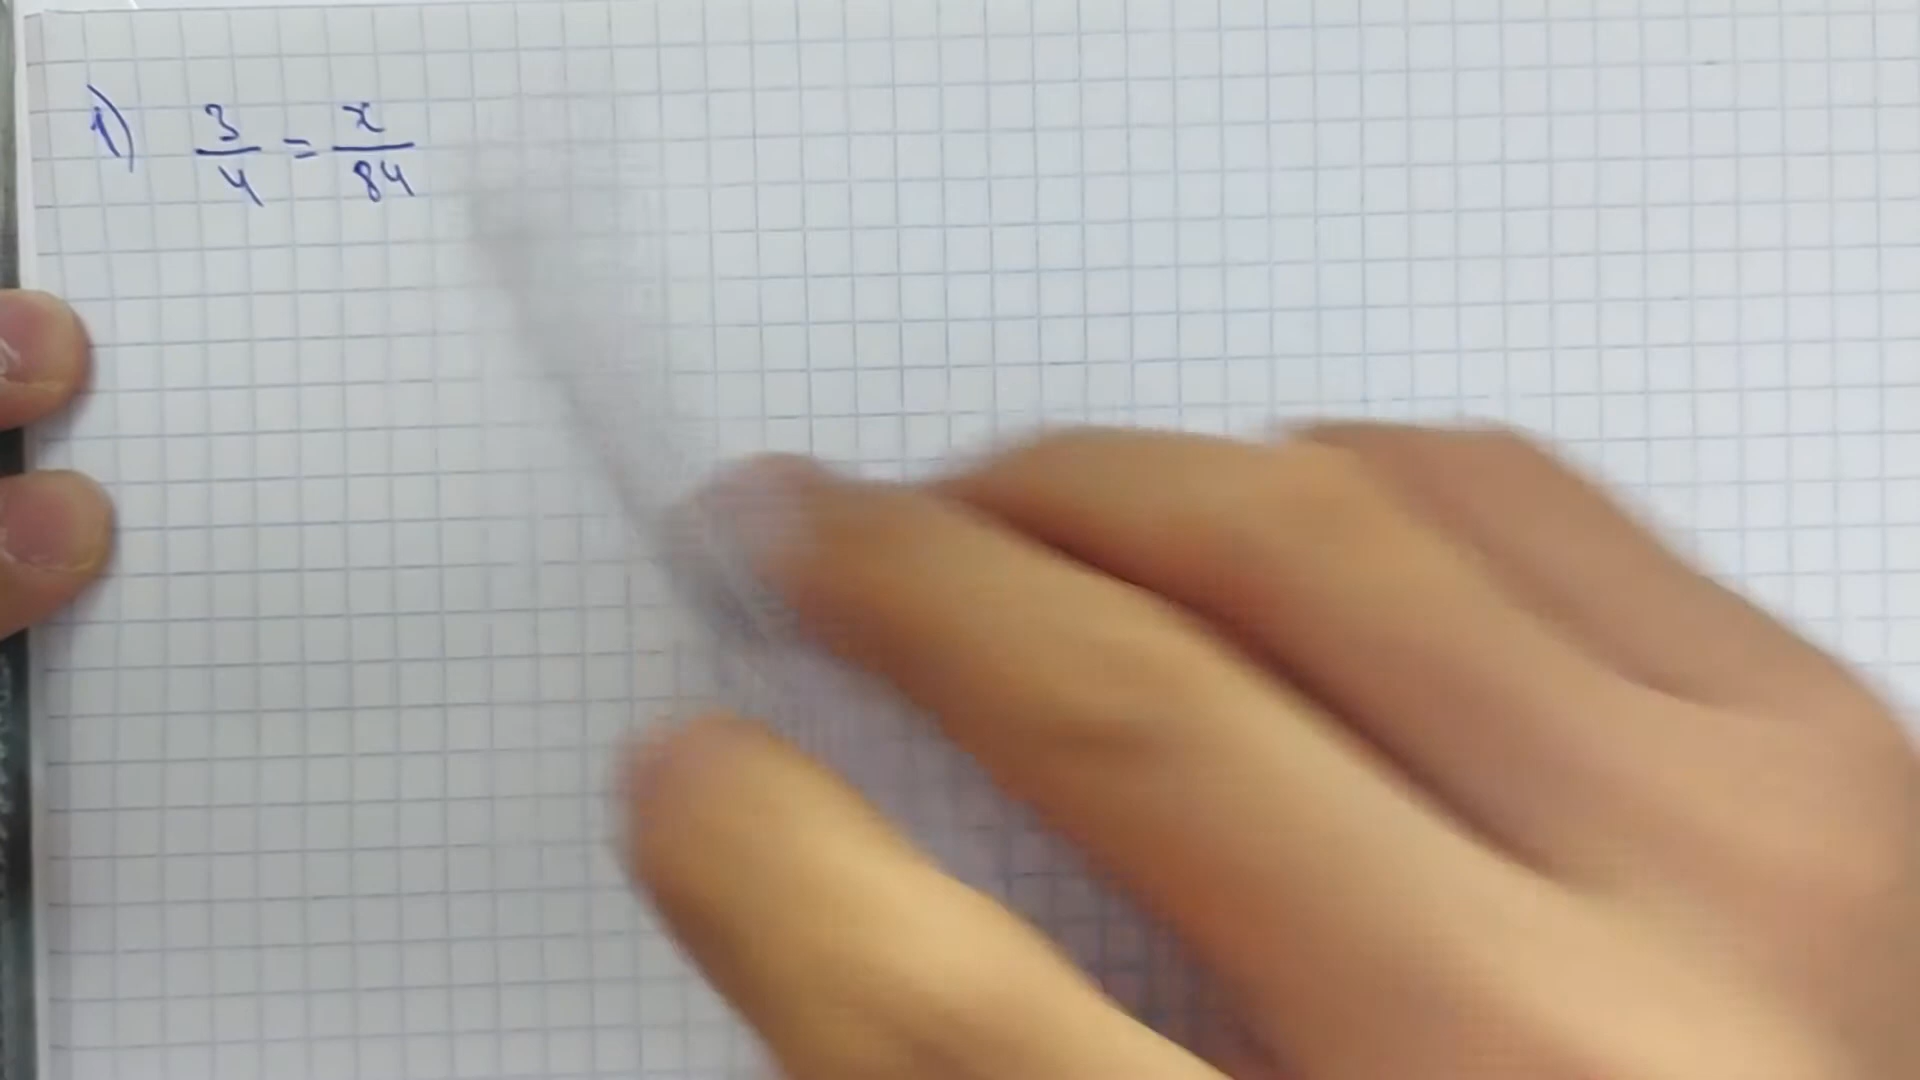 1) 3/4 = x/84